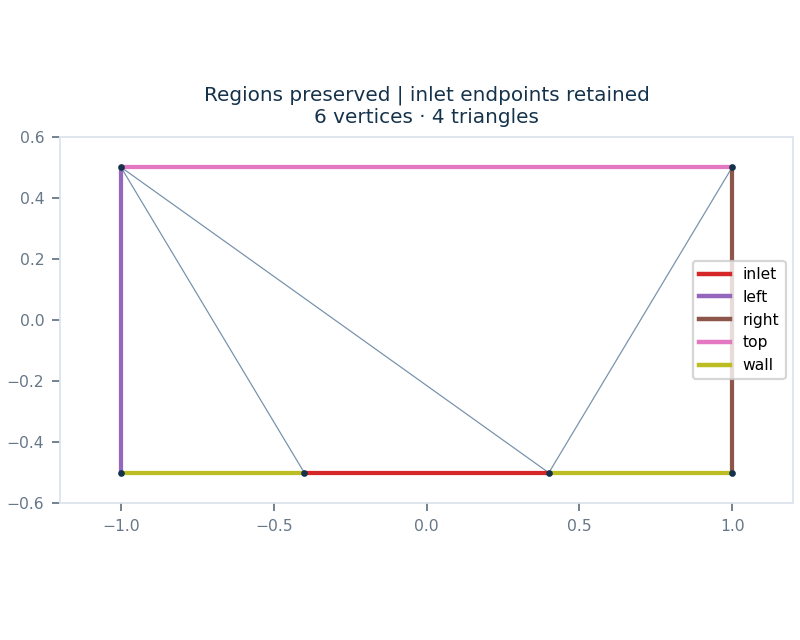 Regions preserved | inlet endpoints retained
6 vertices · 4 triangles
0.6
0.4
0.2
0.0
−0.2
−0.4
−0.6
inlet
left
right
top
wall
−1.0
−0.5
0.0
0.5
1.0